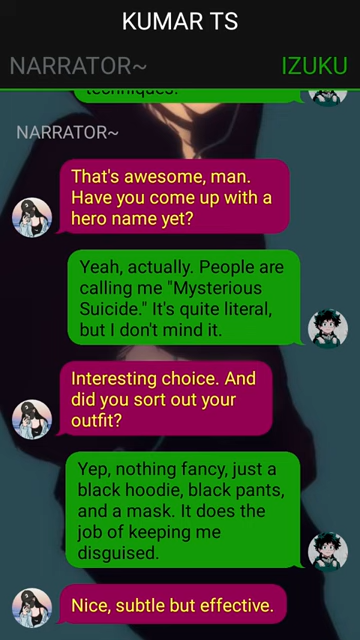 KUMAR TS
NARRATOR~
IZUKU
techniques.
NARRATOR~
That's awesome, man.
Have you come up with a
hero name yet?
Yeah, actually. People are
calling me "Mysterious
Suicide." It's quite literal,
but I don't mind it.
Interesting choice. And
did you sort out your
outfit?
Yep, nothing fancy, just a
black hoodie, black pants,
and a mask. It does the
job of keeping me
disguised.
Nice, subtle but effective.